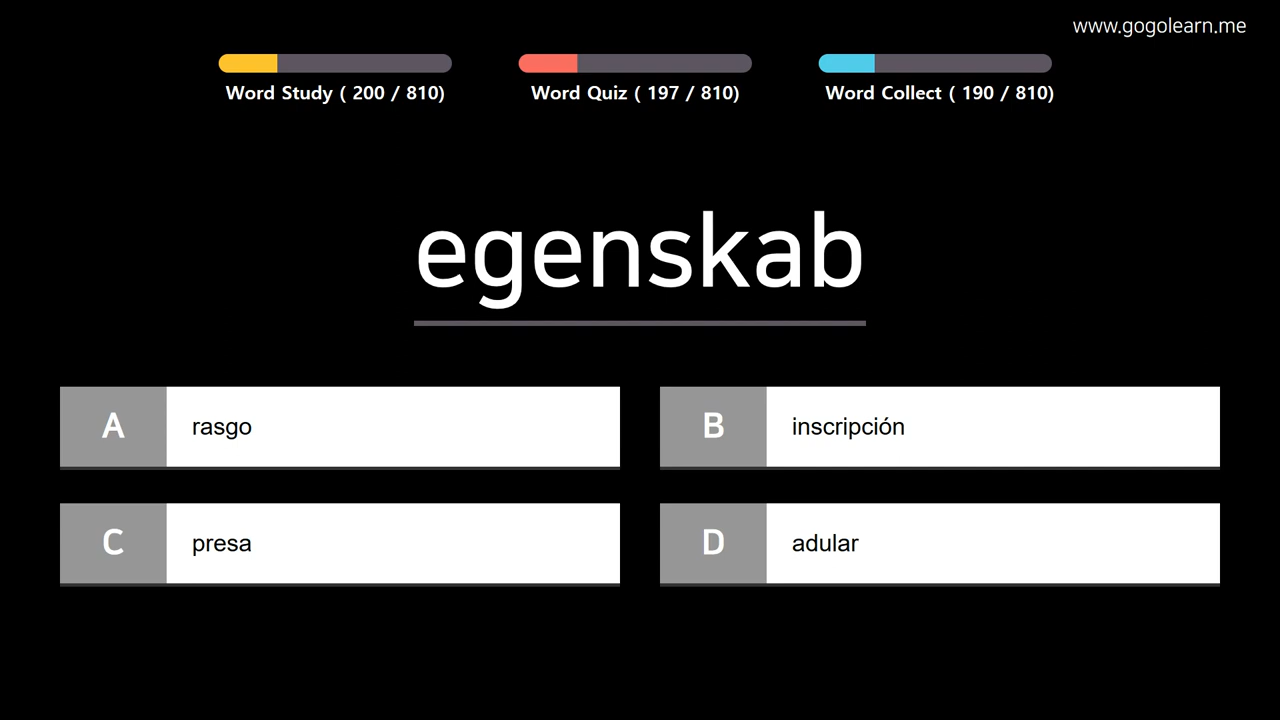 www.gogolearn.me
Word Study ( 200 / 810)
Word Quiz ( 197 / 810)
Word Collect ( 190 / 810)
egenskab
A
rasgo
B
inscripción
C
presa
D
adular